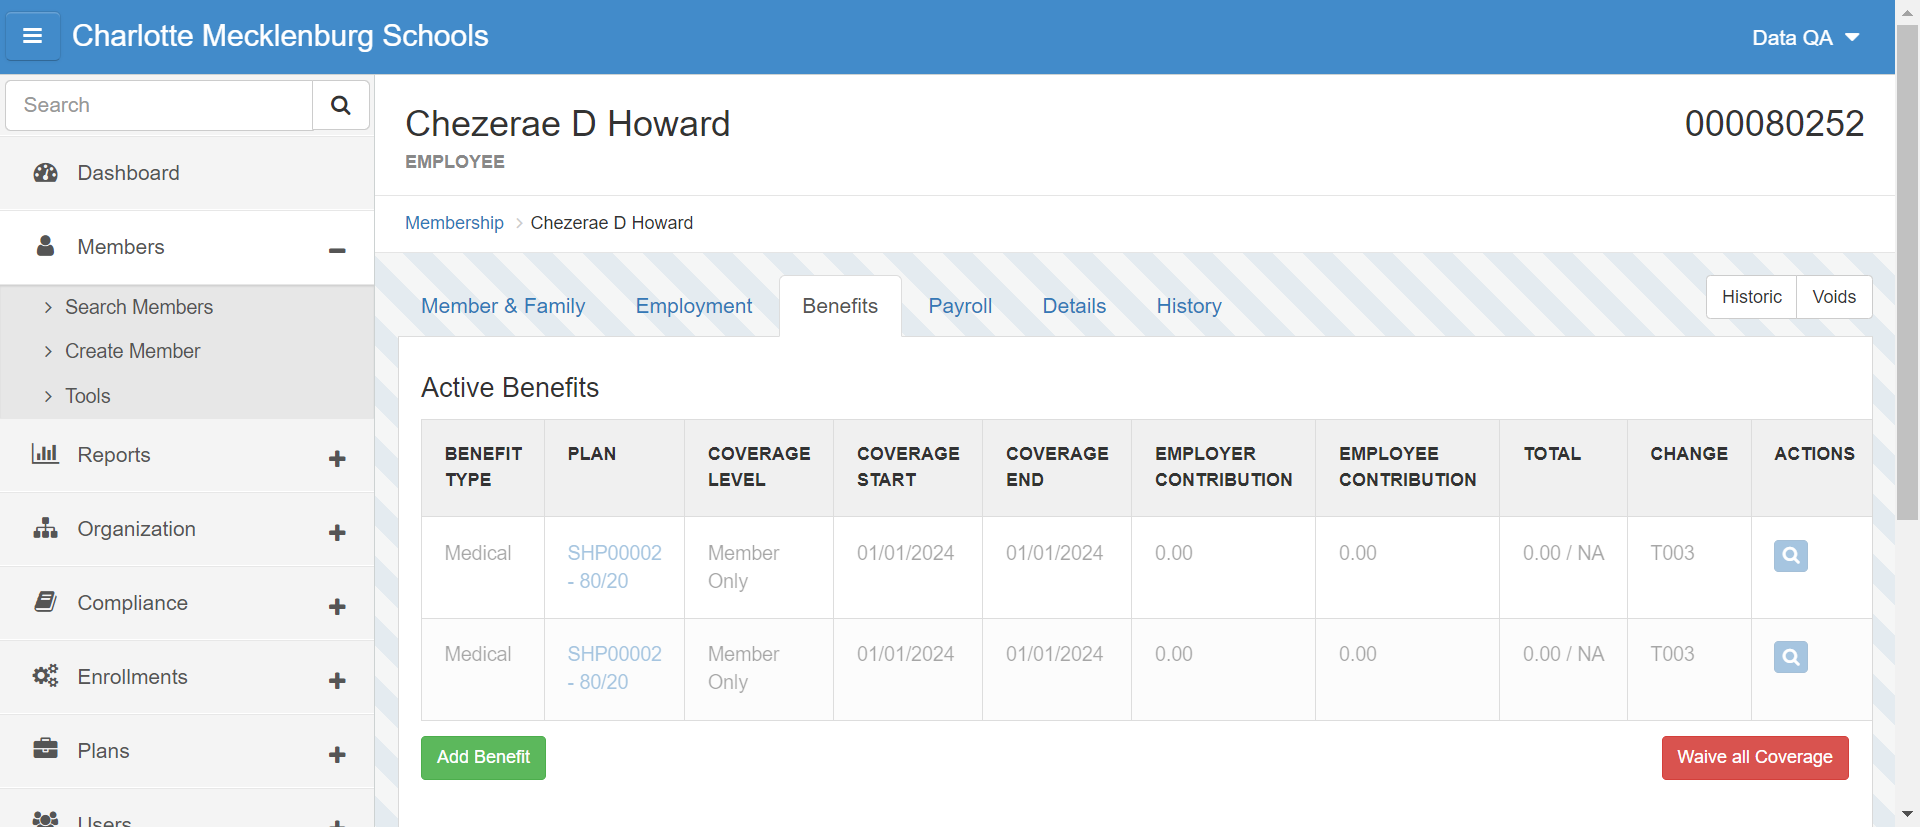 Charlotte Mecklenburg Schools
Data QA
Search
Dashboard
Members
Search Members
Create Member
Tools
Reports
Organization
Compliance
Enrollments
Plans
Users
Chezerae D Howard
000080252
EMPLOYEE
Membership > Chezerae D Howard
Member & Family Employment Benefits Payroll Details History
Historic Voids
Active Benefits
BENEFIT TYPE PLAN COVERAGE LEVEL COVERAGE START COVERAGE END EMPLOYER CONTRIBUTION EMPLOYEE CONTRIBUTION TOTAL CHANGE ACTIONS
Medical SHP00002 - 80/20 Member Only 01/01/2024 01/01/2024 0.00 0.00 0.00 / NA T003
Medical SHP00002 - 80/20 Member Only 01/01/2024 01/01/2024 0.00 0.00 0.00 / NA T003
Add Benefit
Waive all Coverage